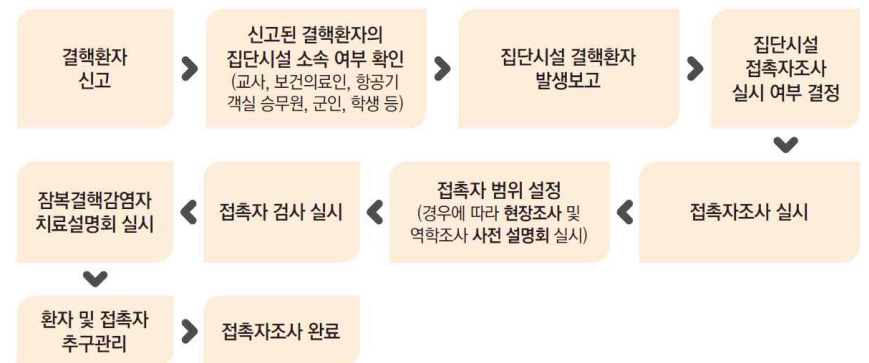 결핵환자
신고
신고된 결핵환자의
집단시설 소속 여부 확인
(교사, 보건의료인, 항공기
객실 승무원, 군인, 학생 등)
집단시설 결핵환자
발생보고
집단시설
접촉자조사
실시 여부 결정
접촉자조사 실시
접촉자 범위 설정
(경우에 따라 현장조사 및
역학조사 사전 설명회 실시)
접촉자 검사 실시
잠복결핵감염자
치료설명회 실시
환자 및 접촉자
추구관리
접촉자조사 완료